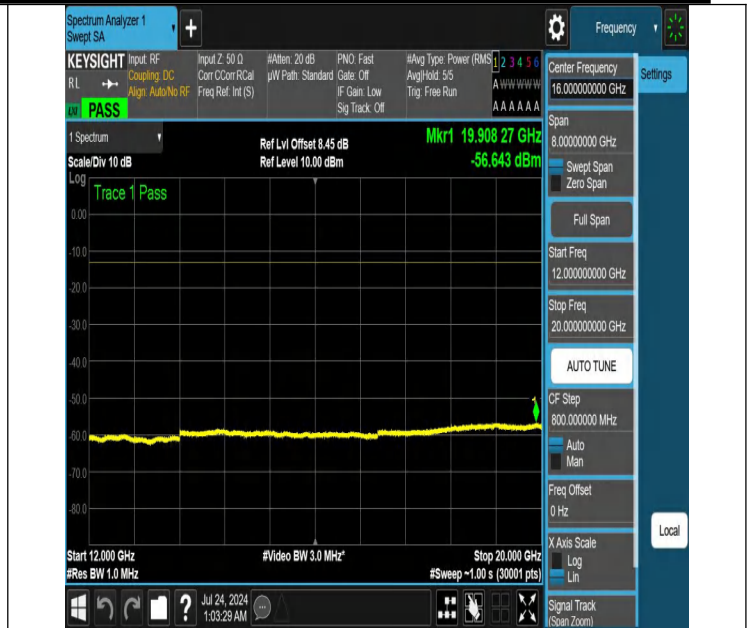 Spectrum Analyzer 1
Swept SA
+
Frequency
KEYSIGHT
RL
PASS
Input: RF
Coupling: DC
Align: Auto/No RF
Input Z: 50 Ω
Corr CCorr RCal
Freq Ref: Int (S)
#Atten: 20 dB
µW Path: Standard
PNO: Fast
Gate: Off
IF Gain: Low
Sig Track: Off
#Avg Type: Power (RMS
Avg|Hold: 5/5
Trig: Free Run
1 2 3 4 5 6
A W W W W W
A A A A A A
1 Spectrum
Scale/Div 10 dB
Ref Lvl Offset 8.45 dB
Ref Level 10.00 dBm
Mkr1 19.908 27 GHz
-56.643 dBm
Log
Trace 1 Pass
0.00
-10.0
-20.0
-30.0
-40.0
-50.0
-60.0
-70.0
-80.0
1
Start 12.000 GHz
#Res BW 1.0 MHz
#Video BW 3.0 MHz*
Stop 20.000 GHz
#Sweep ~1.00 s (30001 pts)
?
Jul 24, 2024
1:03:29 AM
Center Frequency
16.000000000 GHz
Settings
Span
8.00000000 GHz
Swept Span
Zero Span
Full Span
Start Freq
12.000000000 GHz
Stop Freq
20.000000000 GHz
AUTO TUNE
CF Step
800.000000 MHz
Auto
Man
Freq Offset
0 Hz
X Axis Scale
Log
Lin
Local
Signal Track
(Span Zoom)